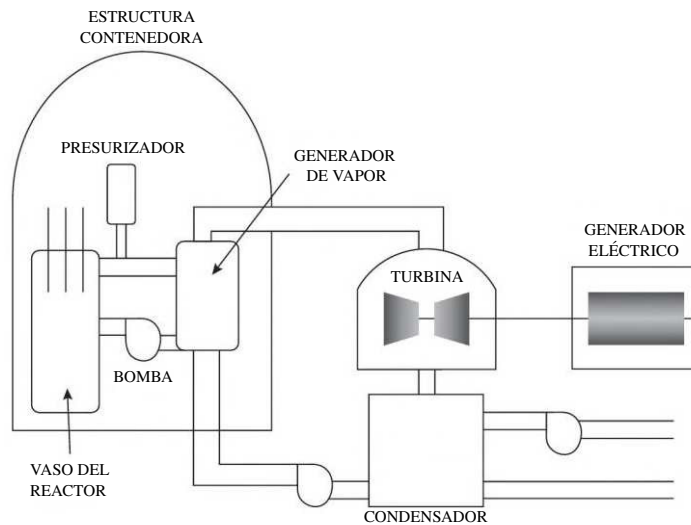 ESTRUCTURA
CONTENEDORA
PRESURIZADOR
GENERADOR
DE VAPOR
GENERADOR
ELÉCTRICO
TURBINA
BOMBA
VASO DEL
REACTOR
CONDENSADOR